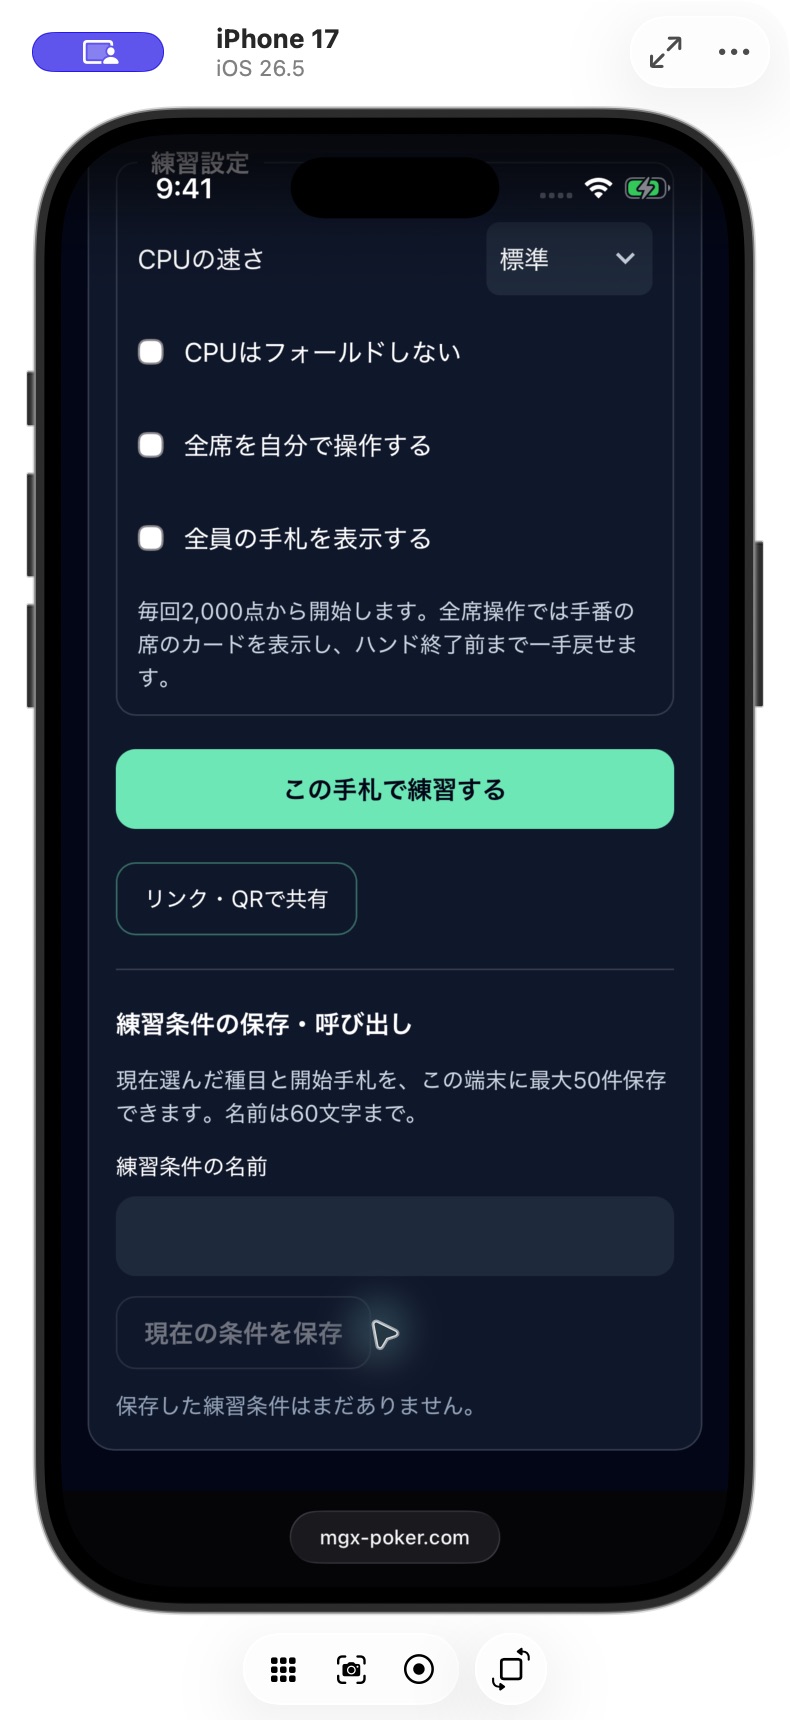 iPhone 17
iOS 26.5
練習設定
9:41
CPUの速さ
標準
CPUはフォールドしない
全席を自分で操作する
全員の手札を表示する
毎回2,000点から開始します。全席操作では手番の
席のカードを表示し、ハンド終了前まで一手戻せま
す。
この手札で練習する
リンク・QRで共有
練習条件の保存・呼び出し
現在選んだ種目と開始手札を、この端末に最大50件保存
できます。名前は60文字まで。
練習条件の名前
現在の条件を保存
保存した練習条件はまだありません。
mgx-poker.com